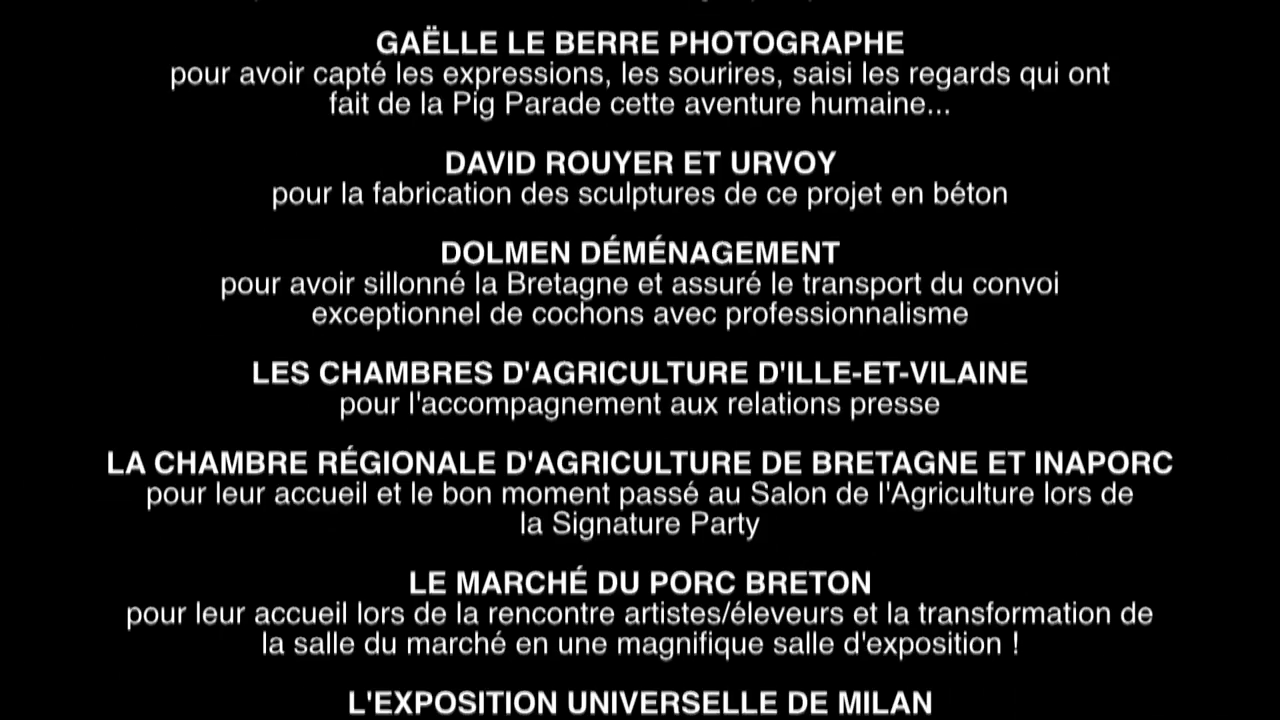 GAËLLE LE BERRE PHOTOGRAPHE
pour avoir capté les expressions, les sourires, saisi les regards qui ont
fait de la Pig Parade cette aventure humaine...
DAVID ROUYER ET URVOY
pour la fabrication des sculptures de ce projet en béton
DOLMEN DÉMÉNAGEMENT
pour avoir sillonné la Bretagne et assuré le transport du convoi
exceptionnel de cochons avec professionnalisme
LES CHAMBRES D'AGRICULTURE D'ILLE-ET-VILAINE
pour l'accompagnement aux relations presse
LA CHAMBRE RÉGIONALE D'AGRICULTURE DE BRETAGNE ET INAPORC
pour leur accueil et le bon moment passé au Salon de l'Agriculture lors de
la Signature Party
LE MARCHÉ DU PORC BRETON
pour leur accueil lors de la rencontre artistes/éleveurs et la transformation de
la salle du marché en une magnifique salle d'exposition !
L'EXPOSITION UNIVERSELLE DE MILAN